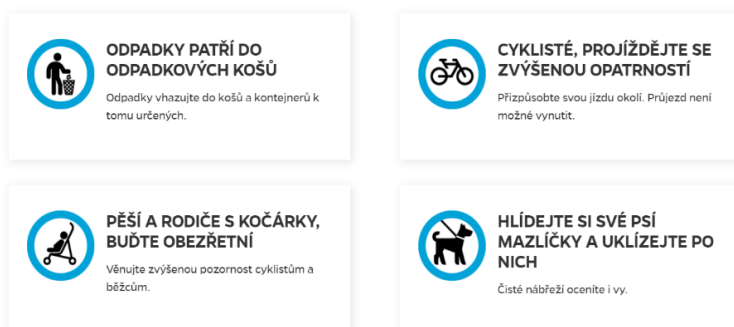 ODPADKY PATŘÍ DO
ODPADKOVÝCH KOŠŮ
Odpadky vhazujte do košů a kontejnerů k
tomu určených.
CYKLISTÉ, PROJÍŽDĚJTE SE
ZVÝŠENOU OPATRNOSTÍ
Přizpůsobte svou jízdu okolí. Průjezd není
možné vynutit.
PĚŠÍ A RODIČE S KOČÁRKY,
BUĎTE OBEZŘETNÍ
Věnujte zvýšenou pozornost cyklistům a
běžcům.
HLÍDEJTE SI SVÉ PSÍ
MAZLÍČKY A UKLÍZEJTE PO
NICH
Čisté nábřeží oceníte i vy.